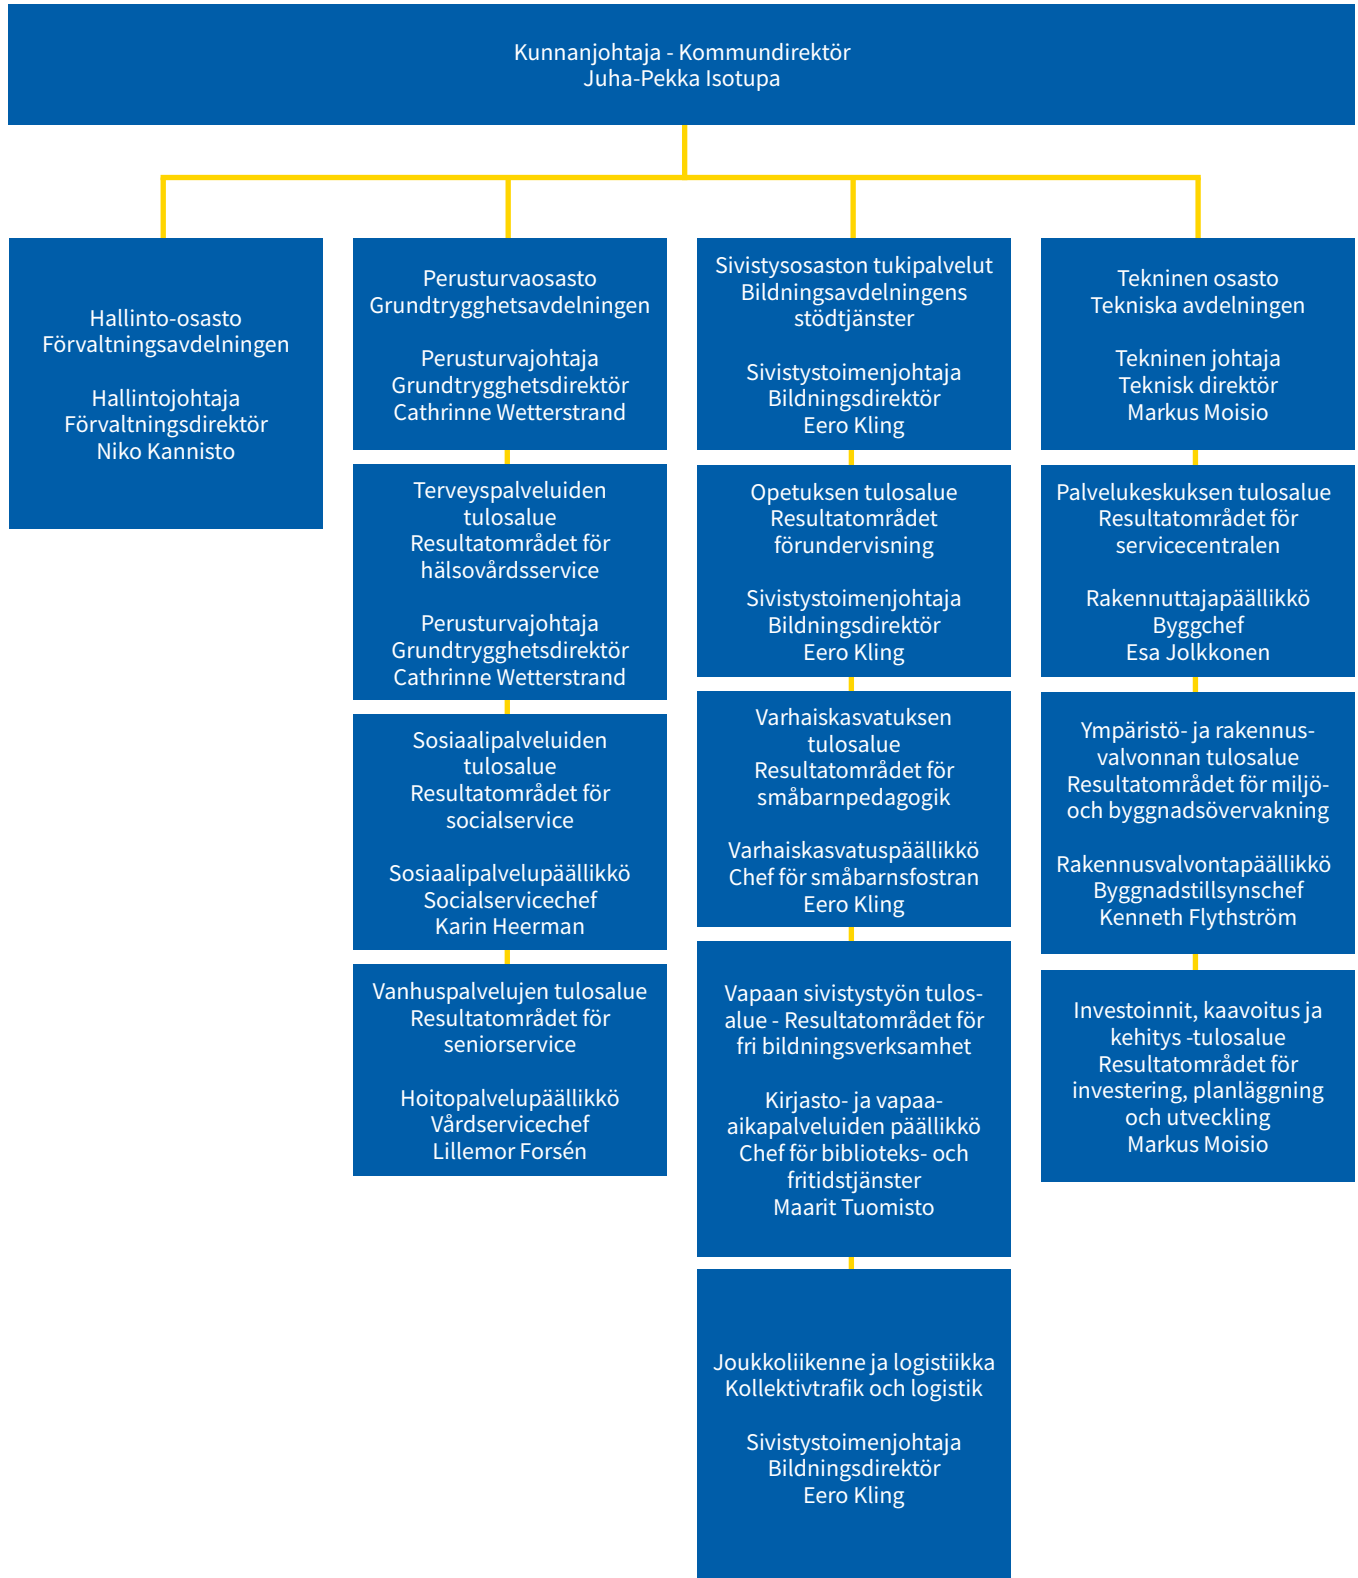 Kunnanjohtaja - Kommundirektör
Juha-Pekka Isotupa
Hallinto-osasto
Förvaltningsavdelningen
Hallintojohtaja
Förvaltningsdirektör
Niko Kannisto
Perusturvaosasto
Grundtrygghetsavdelningen
Perusturvajohtaja
Grundtrygghetsdirektör
Cathrinne Wetterstrand
Terveyspalveluiden
tulosalue
Resultatområdet för
hälsovårdsservice
Perusturvajohtaja
Grundtrygghetsdirektör
Cathrinne Wetterstrand
Sosiaalipalveluiden
tulosalue
Resultatområdet för
socialservice
Sosiaalipalvelupäällikkö
Socialservicechef
Karin Heerman
Vanhuspalvelujen tulosalue
Resultatområdet för
seniorservice
Hoitopalvelupäällikkö
Vårdservicechef
Lillemor Forsén
Sivistysosaston tukipalvelut
Bildningsavdelningens
stödtjänster
Sivistystoimenjohtaja
Bildningsdirektör
Eero Kling
Opetuksen tulosalue
Resultatområdet
förundervisning
Sivistystoimenjohtaja
Bildningsdirektör
Eero Kling
Varhaiskasvatuksen
tulosalue
Resultatområdet för
småbarnpedagogik
Varhaiskasvatuspäällikkö
Chef för småbarnsfostran
Eero Kling
Vapaan sivistystyön tulos-
alue - Resultatområdet för
fri bildningsverksamhet
Kirjasto- ja vapaa-
aikapalveluiden päällikkö
Chef för biblioteks- och
fritidstjänster
Maarit Tuomisto
Joukkoliikenne ja logistiikka
Kollektivtrafik och logistik
Sivistystoimenjohtaja
Bildningsdirektör
Eero Kling
Tekninen osasto
Tekniska avdelningen
Tekninen johtaja
Teknisk direktör
Markus Moisio
Palvelukeskuksen tulosalue
Resultatområdet för
servicecentralen
Rakennuttajapäällikkö
Byggchef
Esa Jolkkonen
Ympäristö- ja rakennus-
valvonnan tulosalue
Resultatområdet för miljö-
och byggnadsövervakning
Rakennusvalvontapäällikkö
Byggnadstillsynschef
Kenneth Flythström
Investoinnit, kaavoitus ja
kehitys -tulosalue
Resultatområdet för
investering, planläggning
och utveckling
Markus Moisio